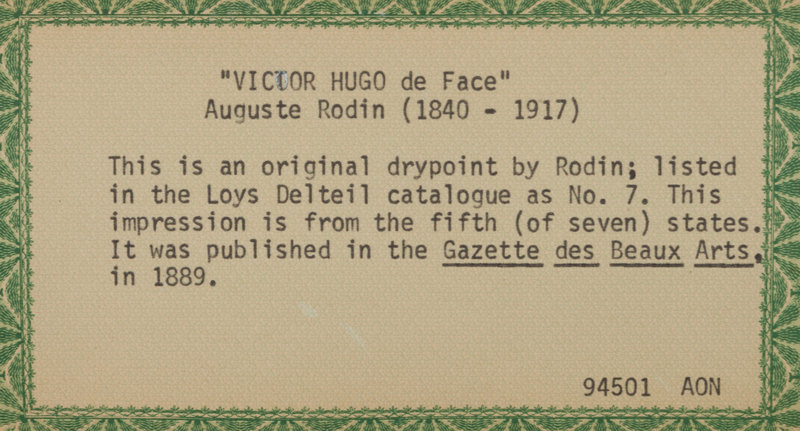 "VICTOR HUGO de Face"
Auguste Rodin (1840 - 1917)
This is an original drypoint by Rodin; listed
in the Loys Delteil catalogue as No. 7. This
impression is from the fifth (of seven) states.
It was published in the Gazette des Beaux Arts,
in 1889.
94501 AON